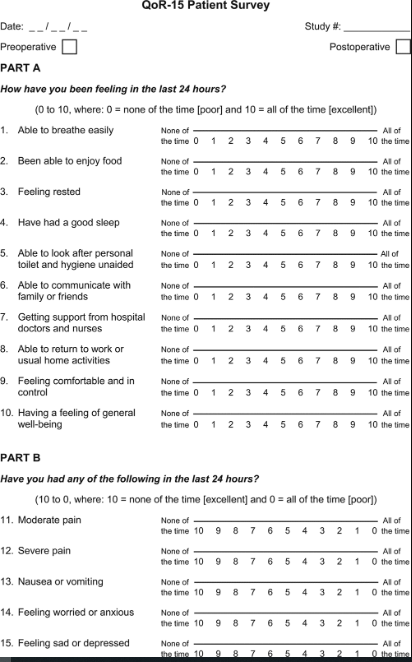 QoR-15 Patient Survey
Date: _ _ / _ _ / _ _ Study #: ___________
Preoperative Postoperative
PART A
How have you been feeling in the last 24 hours?
(0 to 10, where: 0 = none of the time [poor] and 10 = all of the time [excellent])
1. Able to breathe easily None of the time 0 1 2 3 4 5 6 7 8 9 10 All of the time
2. Been able to enjoy food None of the time 0 1 2 3 4 5 6 7 8 9 10 All of the time
3. Feeling rested None of the time 0 1 2 3 4 5 6 7 8 9 10 All of the time
4. Have had a good sleep None of the time 0 1 2 3 4 5 6 7 8 9 10 All of the time
5. Able to look after personal toilet and hygiene unaided None of the time 0 1 2 3 4 5 6 7 8 9 10 All of the time
6. Able to communicate with family or friends None of the time 0 1 2 3 4 5 6 7 8 9 10 All of the time
7. Getting support from hospital doctors and nurses None of the time 0 1 2 3 4 5 6 7 8 9 10 All of the time
8. Able to return to work or usual home activities None of the time 0 1 2 3 4 5 6 7 8 9 10 All of the time
9. Feeling comfortable and in control None of the time 0 1 2 3 4 5 6 7 8 9 10 All of the time
10. Having a feeling of general well-being None of the time 0 1 2 3 4 5 6 7 8 9 10 All of the time
PART B
Have you had any of the following in the last 24 hours?
(10 to 0, where: 10 = none of the time [excellent] and 0 = all of the time [poor])
11. Moderate pain None of the time 10 9 8 7 6 5 4 3 2 1 0 All of the time
12. Severe pain None of the time 10 9 8 7 6 5 4 3 2 1 0 All of the time
13. Nausea or vomiting None of the time 10 9 8 7 6 5 4 3 2 1 0 All of the time
14. Feeling worried or anxious None of the time 10 9 8 7 6 5 4 3 2 1 0 All of the time
15. Feeling sad or depressed None of the time 10 9 8 7 6 5 4 3 2 1 0 All of the time